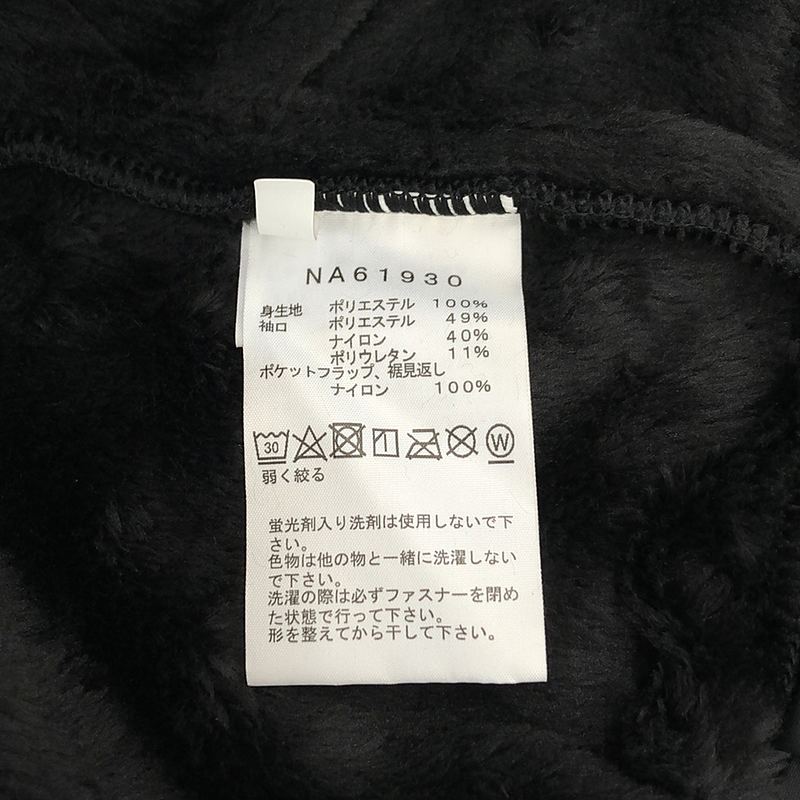 NA61930
身生地 ポリエステル 100%
袖口 ポリエステル 49%
ナイロン 40%
ポリウレタン 11%
ポケットフラップ、裾見返し
ナイロン 100%
30 W
弱く絞る
蛍光剤入り洗剤は使用しないで下
さい。
色物は他の物と一緒に洗濯しない
で下さい。
洗濯の際は必ずファスナーを閉め
た状態で行って下さい。
形を整えてから干して下さい。